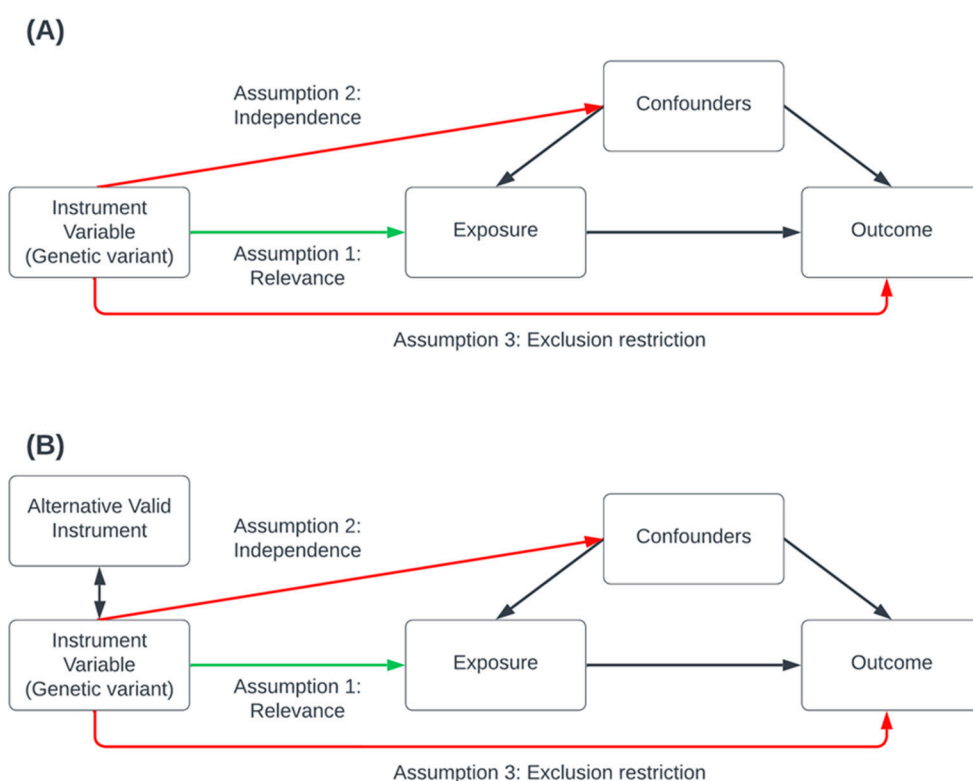 (A)
Assumption 2:
Independence
Confounders
Instrument
Variable
(Genetic variant)
Exposure
Outcome
Assumption 1:
Relevance
Assumption 3: Exclusion restriction
(B)
Alternative Valid
Instrument
Assumption 2:
Independence
Confounders
Instrument
Variable
(Genetic variant)
Exposure
Outcome
Assumption 1:
Relevance
Assumption 3: Exclusion restriction